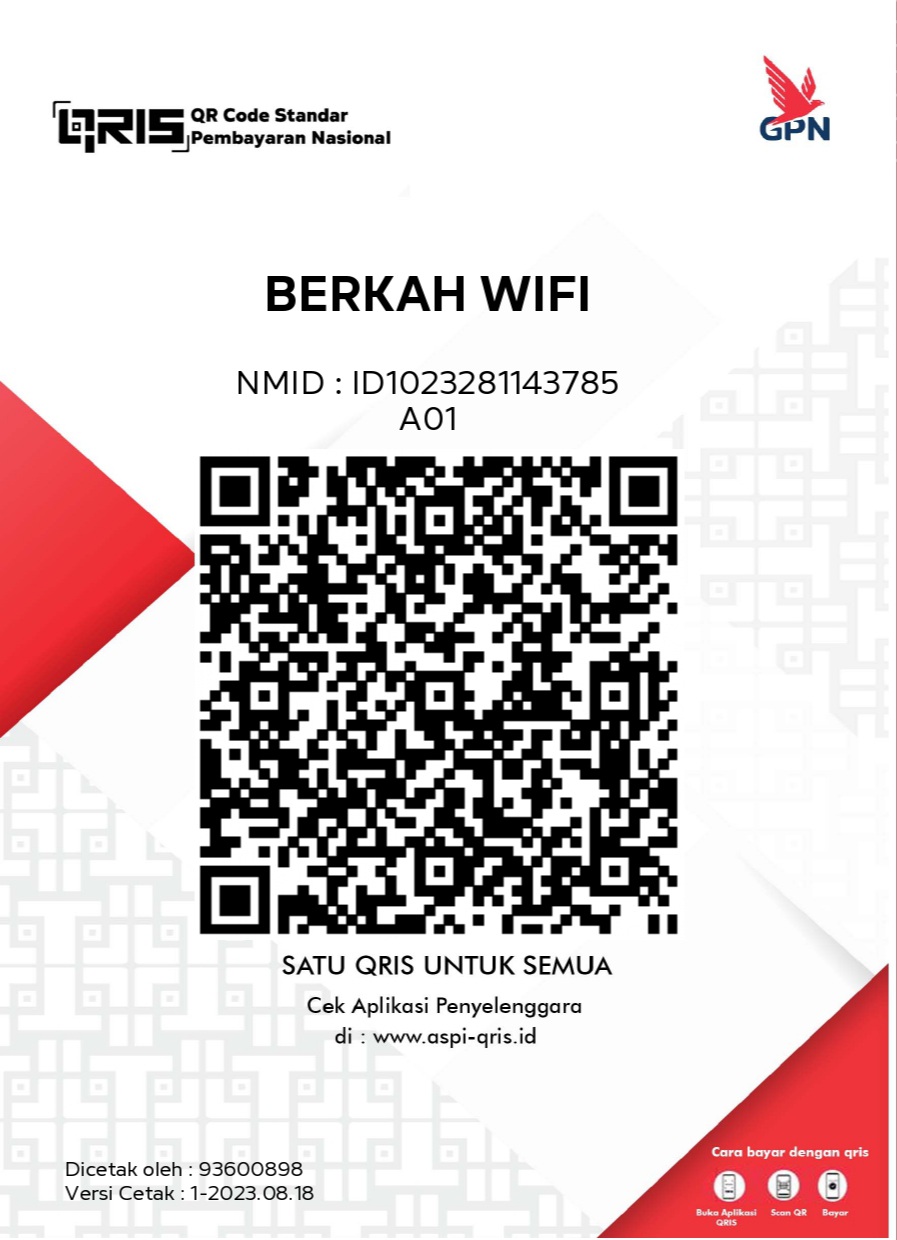 QRIS QR Code Standar
Pembayaran Nasional
GPN
BERKAH WIFI
NMID : ID1023281143785
A01
SATU QRIS UNTUK SEMUA
Cek Aplikasi Penyelenggara
di : www.aspi-qris.id
Dicetak oleh : 93600898
Versi Cetak : 1-2023.08.18
Cara bayar dengan qris
Buka Aplikasi
QRIS
Scan QR
Bayar